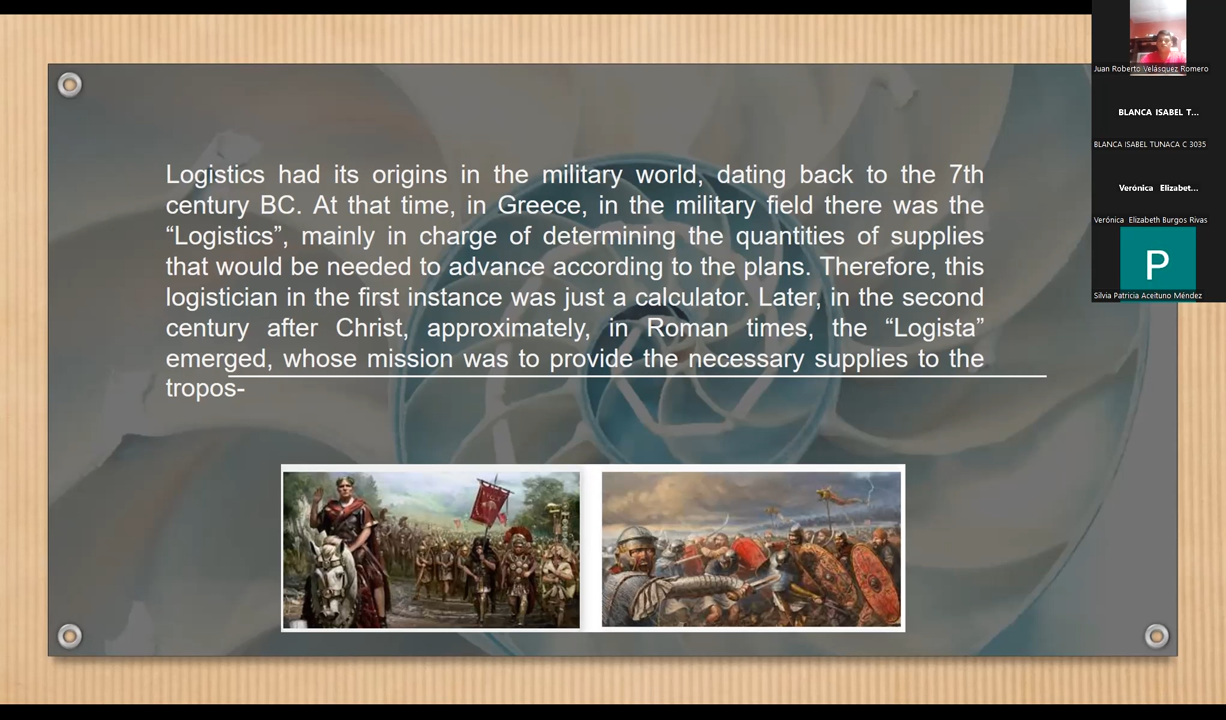 Logistics had its origins in the military world, dating back to the 7th
century BC. At that time, in Greece, in the military field there was the
“Logistics”, mainly in charge of determining the quantities of supplies
that would be needed to advance according to the plans. Therefore, this
logistician in the first instance was just a calculator. Later, in the second
century after Christ, approximately, in Roman times, the “Logista”
emerged, whose mission was to provide the necessary supplies to the
tropos-
Juan Roberto Velásquez Romero
BLANCA ISABEL T...
BLANCA ISABEL TUNACA C 3035
Verónica Elizabet...
Verónica Elizabeth Burgos Rivas
P
Silvia Patricia Aceituno Méndez